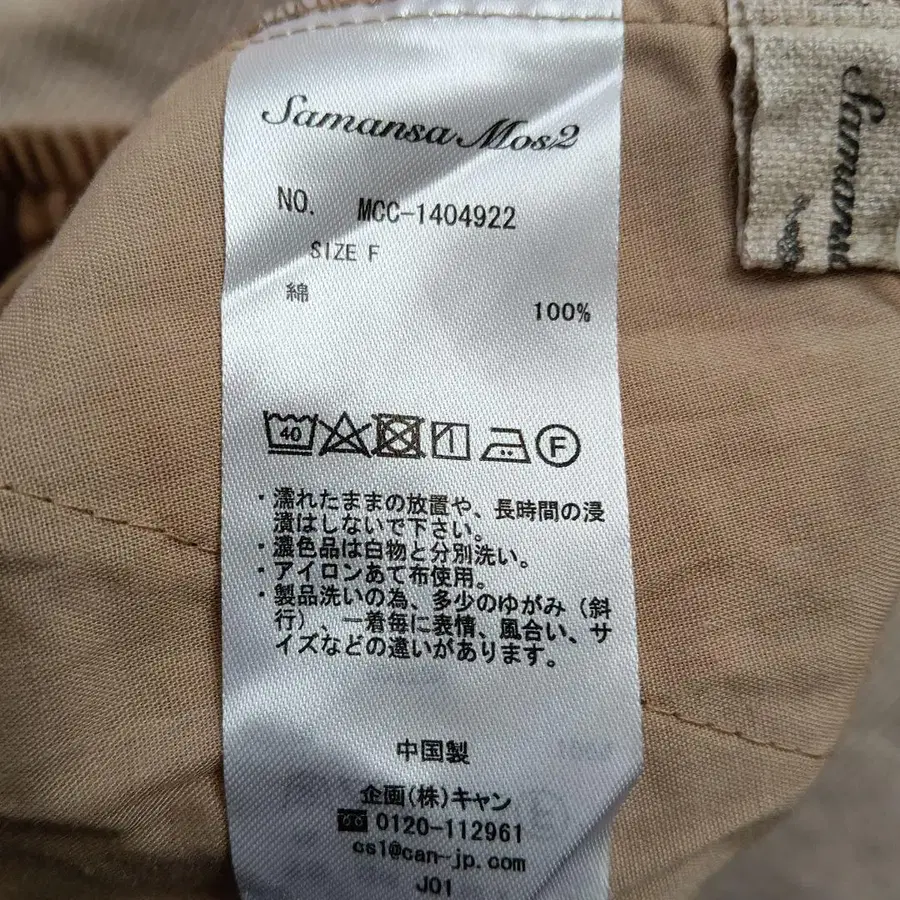 Samansa Mos2
NO. MCC-1404922
SIZE F
綿 100%
40
F
・濡れたままの放置や、長時間の浸
漬はしないで下さい。
・濃色品は白物と分別洗い。
・アイロンあて布使用。
・製品洗いの為、多少のゆがみ(斜
行)、一着毎に表情、風合い、サ
イズなどの違いがあります。
中国製
企画(株)キャン
0120-112961
cs1@can-jp.com
J01
Samansa